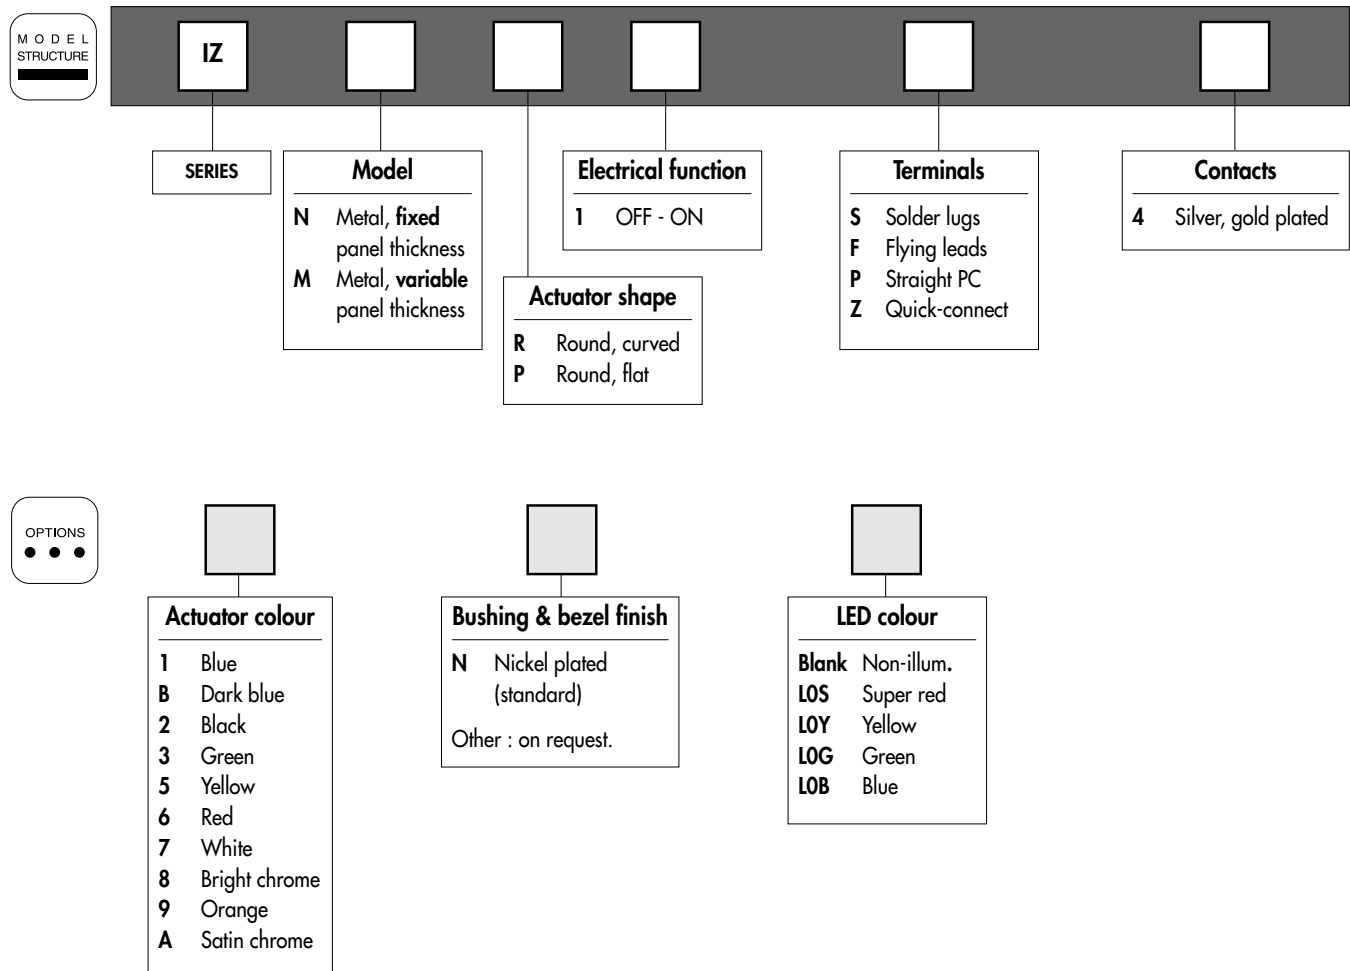 MODEL
STRUCTURE
IZ
SERIES
Model
N Metal, fixed
panel thickness
M Metal, variable
panel thickness
Actuator shape
R Round, curved
P Round, flat
Electrical function
1 OFF - ON
Terminals
S Solder lugs
F Flying leads
P Straight PC
Z Quick-connect
Contacts
4 Silver, gold plated
OPTIONS
Actuator colour
1 Blue
B Dark blue
2 Black
3 Green
5 Yellow
6 Red
7 White
8 Bright chrome
9 Orange
A Satin chrome
Bushing & bezel finish
N Nickel plated
(standard)
Other : on request.
LED colour
Blank Non-illum.
L0S Super red
L0Y Yellow
L0G Green
L0B Blue